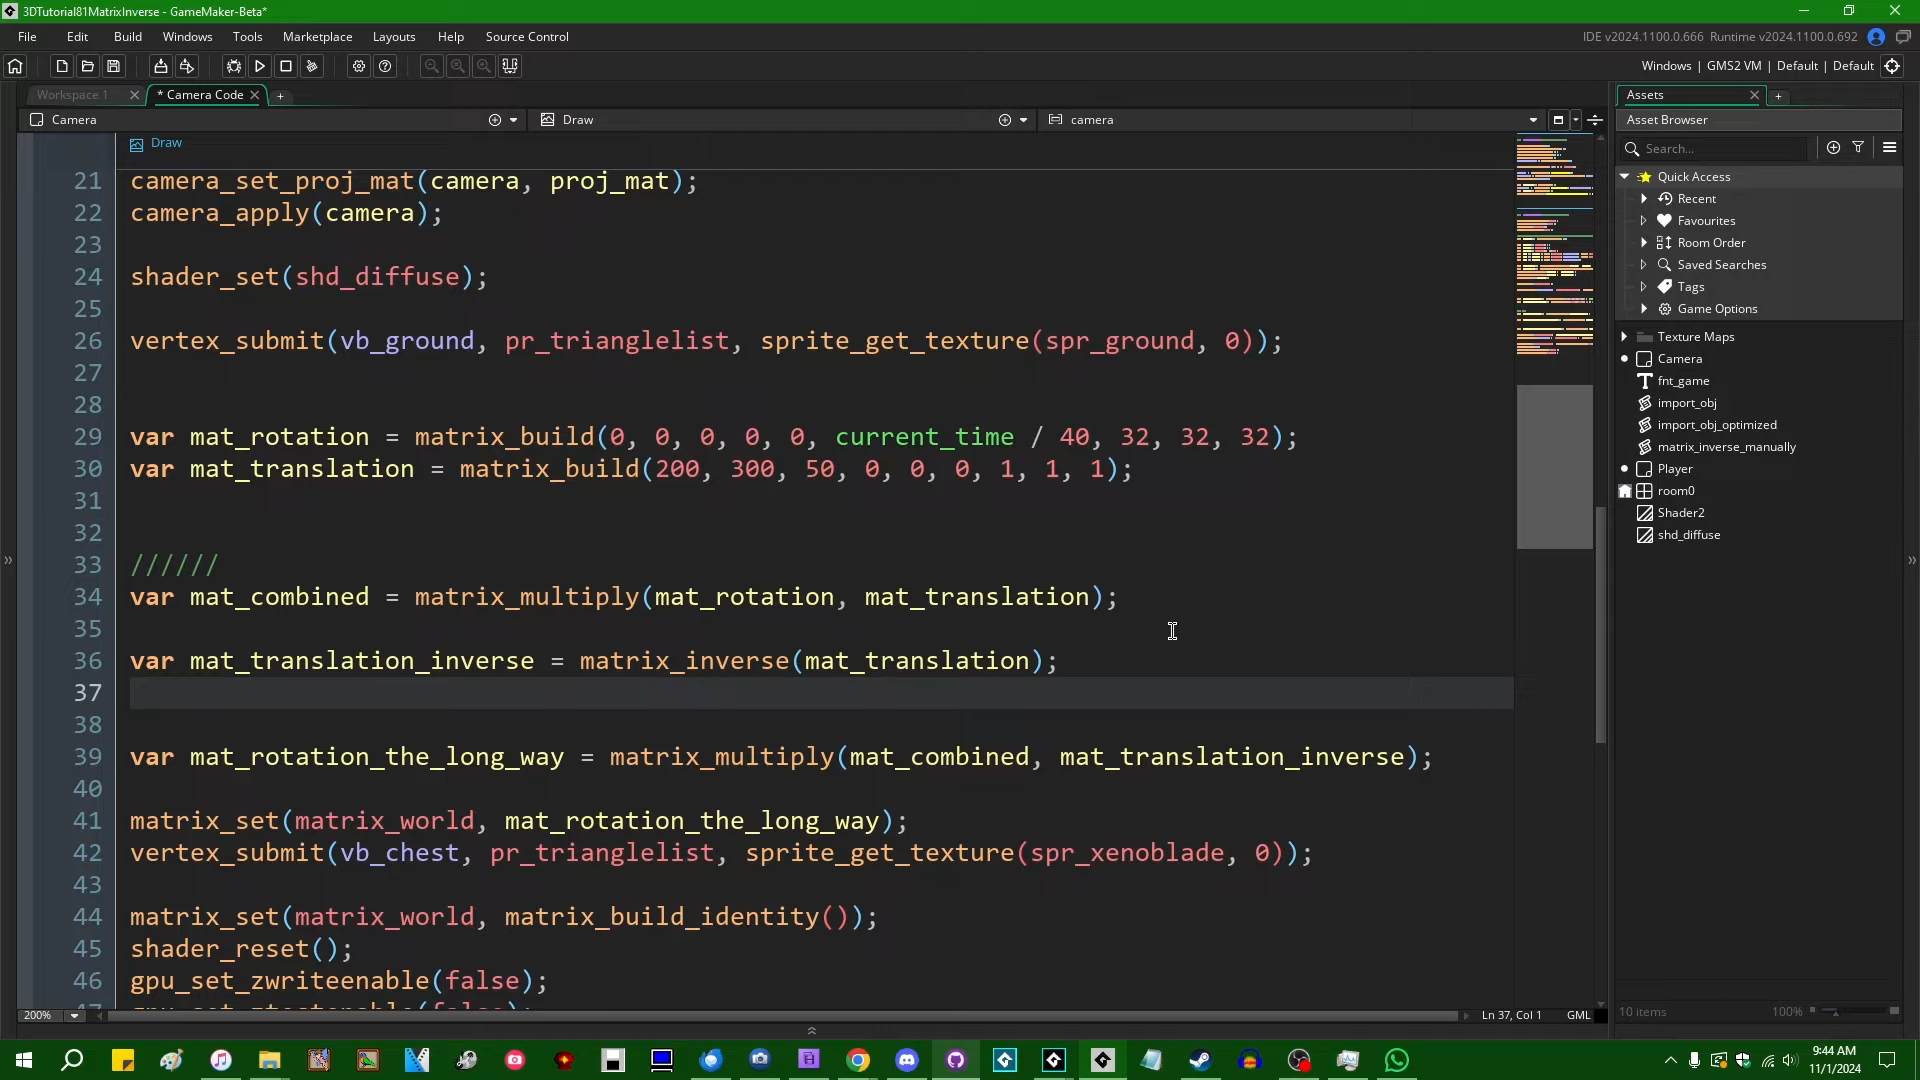 3DTutorial81MatrixInverse - GameMaker-Beta*
File Edit Build Windows Tools Marketplace Layouts Help Source Control
IDE v2024.1100.0.666 Runtime v2024.1100.0.692
Windows | GMS2 VM | Default | Default
Workspace 1
* Camera Code
Camera
Draw
camera
Draw
21 camera_set_proj_mat(camera, proj_mat);
22 camera_apply(camera);
23
24 shader_set(shd_diffuse);
25
26 vertex_submit(vb_ground, pr_trianglelist, sprite_get_texture(spr_ground, 0));
27
28
29 var mat_rotation = matrix_build(0, 0, 0, 0, 0, current_time / 40, 32, 32, 32);
30 var mat_translation = matrix_build(200, 300, 50, 0, 0, 0, 1, 1, 1);
31
32
33 //////
34 var mat_combined = matrix_multiply(mat_rotation, mat_translation);
35
36 var mat_translation_inverse = matrix_inverse(mat_translation);
37
38
39 var mat_rotation_the_long_way = matrix_multiply(mat_combined, mat_translation_inverse);
40
41 matrix_set(matrix_world, mat_rotation_the_long_way);
42 vertex_submit(vb_chest, pr_trianglelist, sprite_get_texture(spr_xenoblade, 0));
43
44 matrix_set(matrix_world, matrix_build_identity());
45 shader_reset();
46 gpu_set_zwriteenable(false);
200%
Ln 37, Col 1 GML
Assets
Asset Browser
Search...
Quick Access
Recent
Favourites
Room Order
Saved Searches
Tags
Game Options
Texture Maps
Camera
fnt_game
import_obj
import_obj_optimized
matrix_inverse_manually
Player
room0
Shader2
shd_diffuse
10 items
100%
9:44 AM
11/1/2024